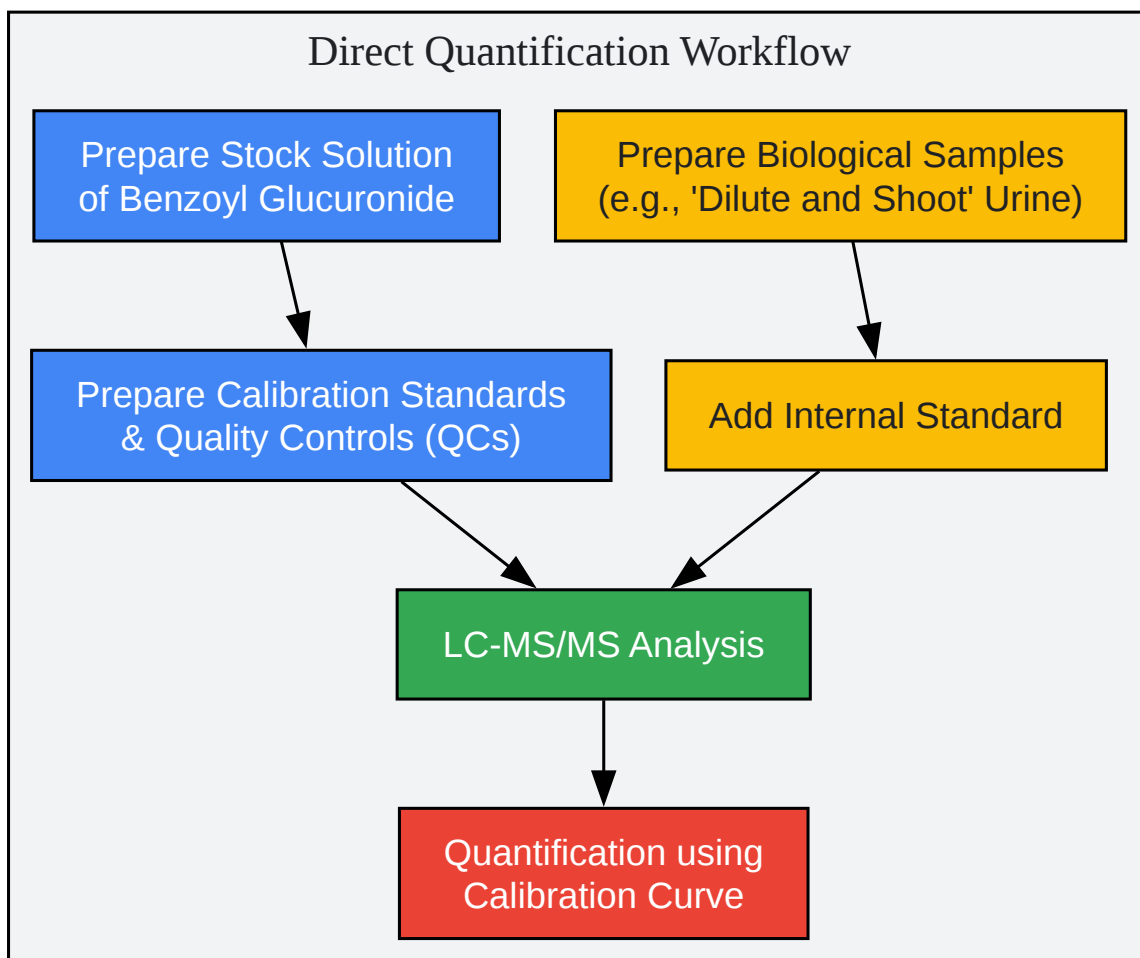 Direct Quantification Workflow
Prepare Stock Solution
of Benzoyl Glucuronide
Prepare Biological Samples
(e.g., 'Dilute and Shoot' Urine)
Prepare Calibration Standards
& Quality Controls (QCs)
Add Internal Standard
LC-MS/MS Analysis
Quantification using
Calibration Curve